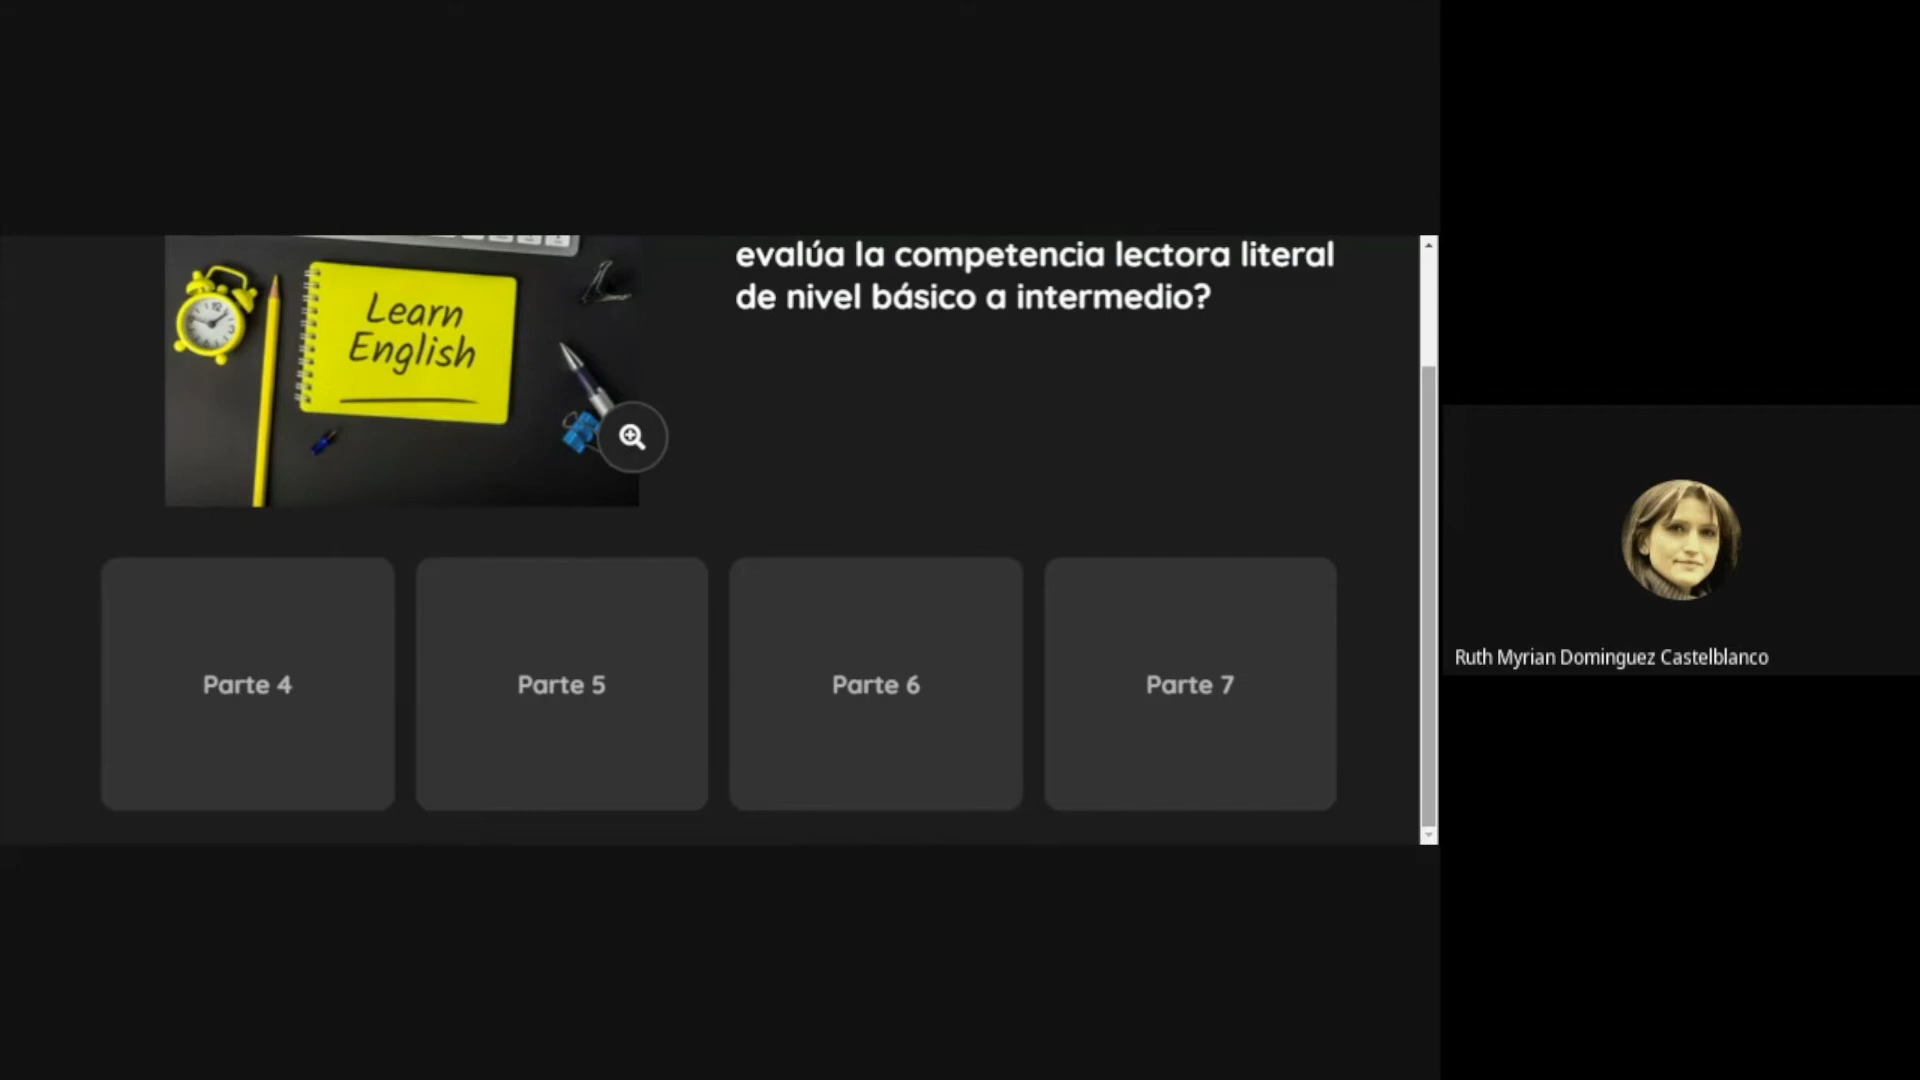 Learn
English
evalúa la competencia lectora literal
de nivel básico a intermedio?
Parte 4
Parte 5
Parte 6
Parte 7
Ruth Myrian Dominguez Castelblanco